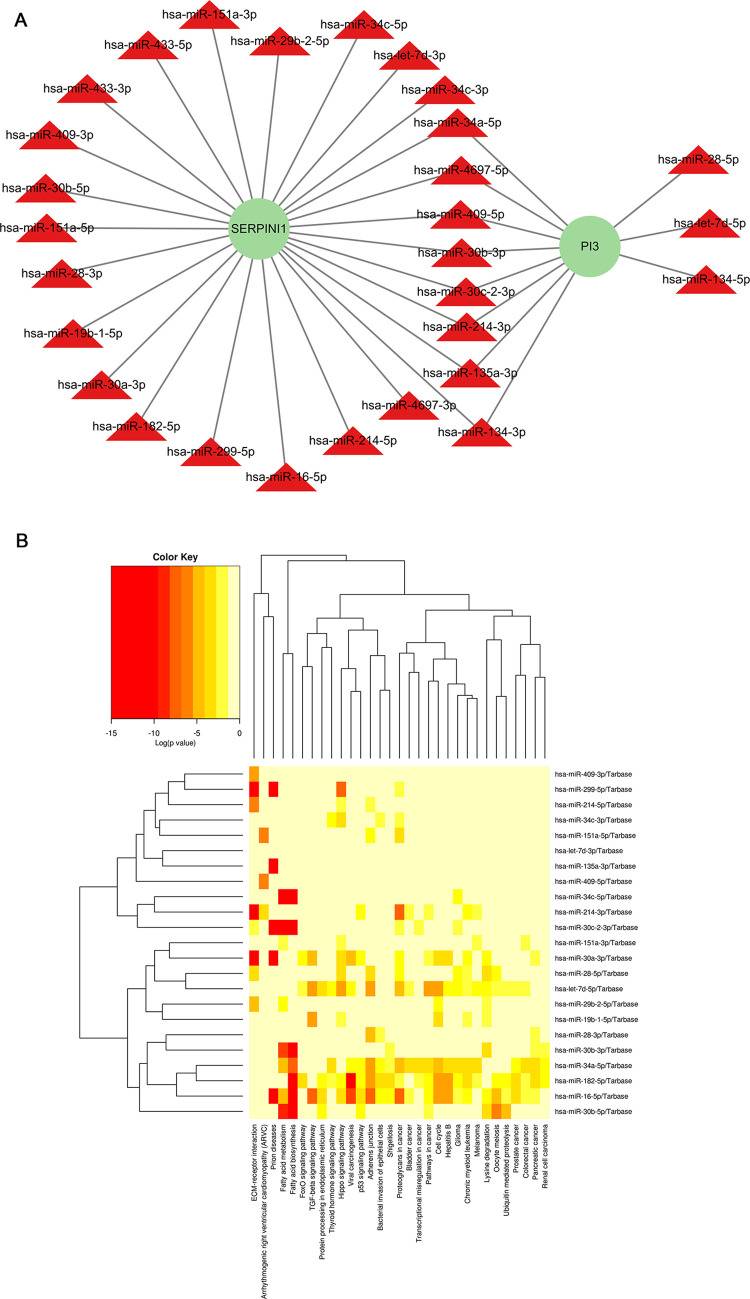 A
hsa-miR-151a-3p
hsa-miR-34c-5p
hsa-miR-433-5p
hsa-miR-29b-2-5p
hsa-let-7d-3p
hsa-miR-433-3p
hsa-miR-34c-3p
hsa-miR-34a-5p
hsa-miR-409-3p
hsa-miR-28-5p
hsa-miR-4697-5p
hsa-miR-30b-5p
hsa-miR-409-5p
hsa-let-7d-5p
hsa-miR-151a-5p
SERPINI1
PI3
hsa-miR-30b-3p
hsa-miR-28-3p
hsa-miR-134-5p
hsa-miR-30c-2-3p
hsa-miR-19b-1-5p
hsa-miR-214-3p
hsa-miR-135a-3p
hsa-miR-30a-3p
hsa-miR-4697-3p
hsa-miR-182-5p
hsa-miR-134-3p
hsa-miR-214-5p
hsa-miR-299-5p
hsa-miR-16-5p
B
Color Key
-15 -10 -5 0
Log(p value)
hsa-miR-409-3p/Tarbase
hsa-miR-299-5p/Tarbase
hsa-miR-214-5p/Tarbase
hsa-miR-34c-3p/Tarbase
hsa-miR-151a-5p/Tarbase
hsa-let-7d-3p/Tarbase
hsa-miR-135a-3p/Tarbase
hsa-miR-409-5p/Tarbase
hsa-miR-34c-5p/Tarbase
hsa-miR-214-3p/Tarbase
hsa-miR-30c-2-3p/Tarbase
hsa-miR-151a-3p/Tarbase
hsa-miR-30a-3p/Tarbase
hsa-miR-28-5p/Tarbase
hsa-let-7d-5p/Tarbase
hsa-miR-29b-2-5p/Tarbase
hsa-miR-19b-1-5p/Tarbase
hsa-miR-28-3p/Tarbase
hsa-miR-30b-3p/Tarbase
hsa-miR-34a-5p/Tarbase
hsa-miR-182-5p/Tarbase
hsa-miR-16-5p/Tarbase
hsa-miR-30b-5p/Tarbase
ECM-receptor interaction
Arrhythmogenic right ventricular cardiomyopathy (ARVC)
Prion diseases
Fatty acid metabolism
Fatty acid biosynthesis
FoxO signaling pathway
TGF-beta signaling pathway
Protein processing in endoplasmic reticulum
Thyroid hormone signaling pathway
Hippo signaling pathway
Viral carcinogenesis
p53 signaling pathway
Adherens junction
Bacterial invasion of epithelial cells
Shigellosis
Proteoglycans in cancer
Bladder cancer
Transcriptional misregulation in cancer
Pathways in cancer
Cell cycle
Hepatitis B
Glioma
Chronic myeloid leukemia
Melanoma
Lysine degradation
Oocyte meiosis
Ubiquitin mediated proteolysis
Prostate cancer
Colorectal cancer
Pancreatic cancer
Renal cell carcinoma